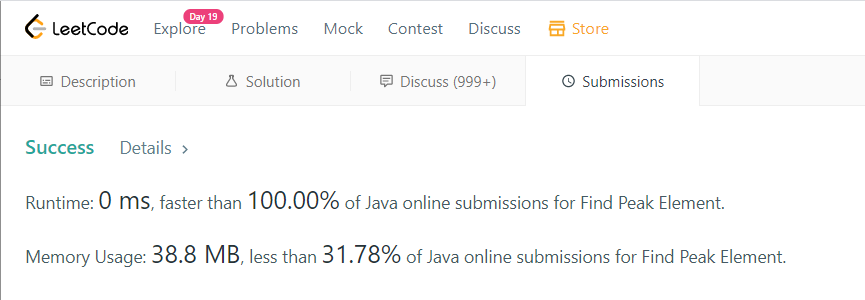 Day 19
LeetCode Explore Problems Mock Contest Discuss Store
Description Solution Discuss (999+) Submissions
Success Details >
Runtime: 0 ms, faster than 100.00% of Java online submissions for Find Peak Element.
Memory Usage: 38.8 MB, less than 31.78% of Java online submissions for Find Peak Element.